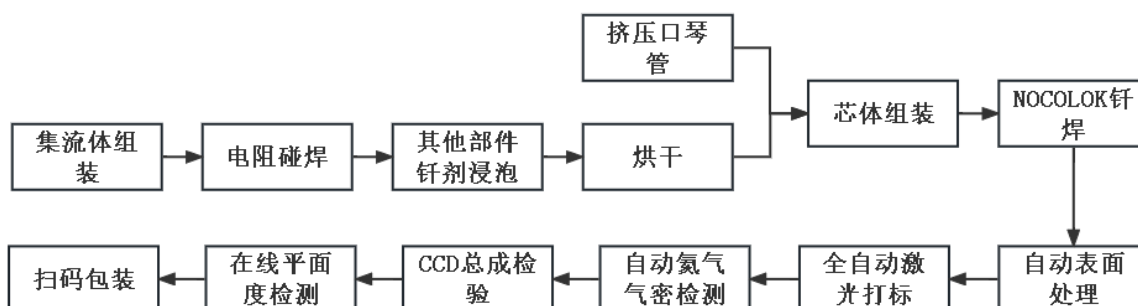 挤压口琴
管
芯体组装
NOCOLOK钎
焊
集流体组
装
电阻碰焊
其他部件
钎剂浸泡
烘干
扫码包装
在线平面
度检测
CCD总成检
验
自动氦气
气密检测
全自动激
光打标
自动表面
处理